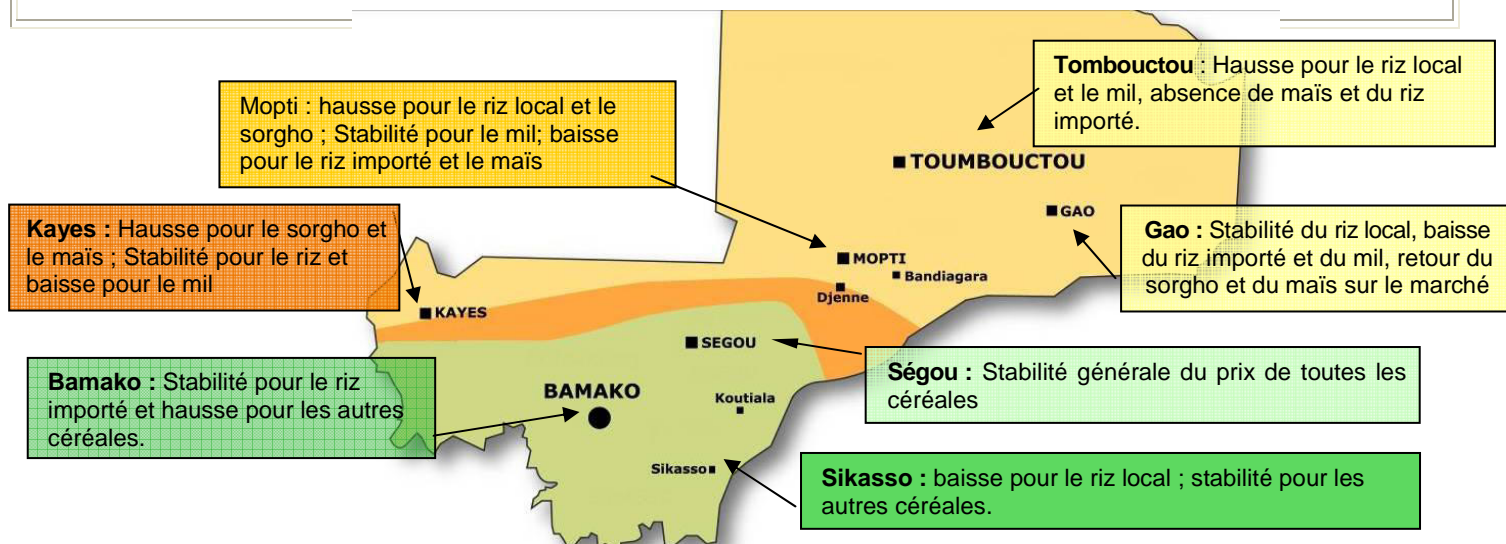 Tombouctou : Hausse pour le riz local
et le mil, absence de maïs et du riz
importé.
Mopti : hausse pour le riz local et le
sorgho ; Stabilité pour le mil; baisse
pour le riz importé et le maïs
TOUMBOUCTOU
GAO
Kayes : Hausse pour le sorgho et
le maïs ; Stabilité pour le riz et
baisse pour le mil
Gao : Stabilité du riz local, baisse
du riz importé et du mil, retour du
sorgho et du maïs sur le marché
MOPTI
Bandiagara
Djenne
KAYES
SEGOU
Bamako : Stabilité pour le riz
importé et hausse pour les autres
céréales.
Ségou : Stabilité générale du prix de toutes les
céréales
BAMAKO
Koutiala
Sikasso
Sikasso : baisse pour le riz local ; stabilité pour les
autres céréales.